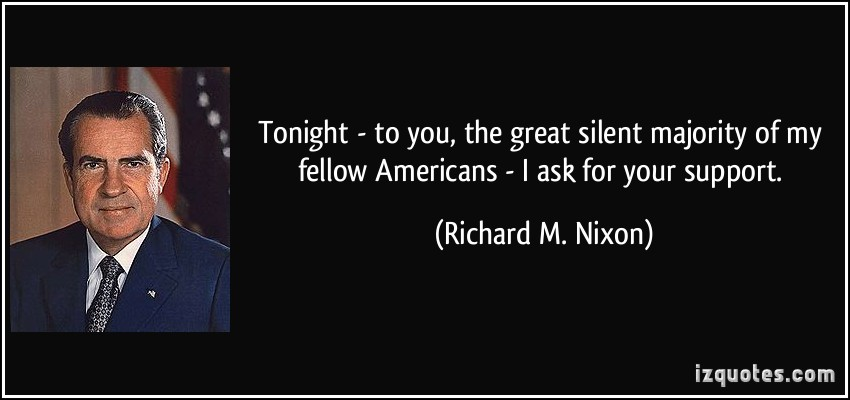 Tonight - to you, the great silent majority of my
fellow Americans - I ask for your support.
(Richard M. Nixon)
izquotes.com